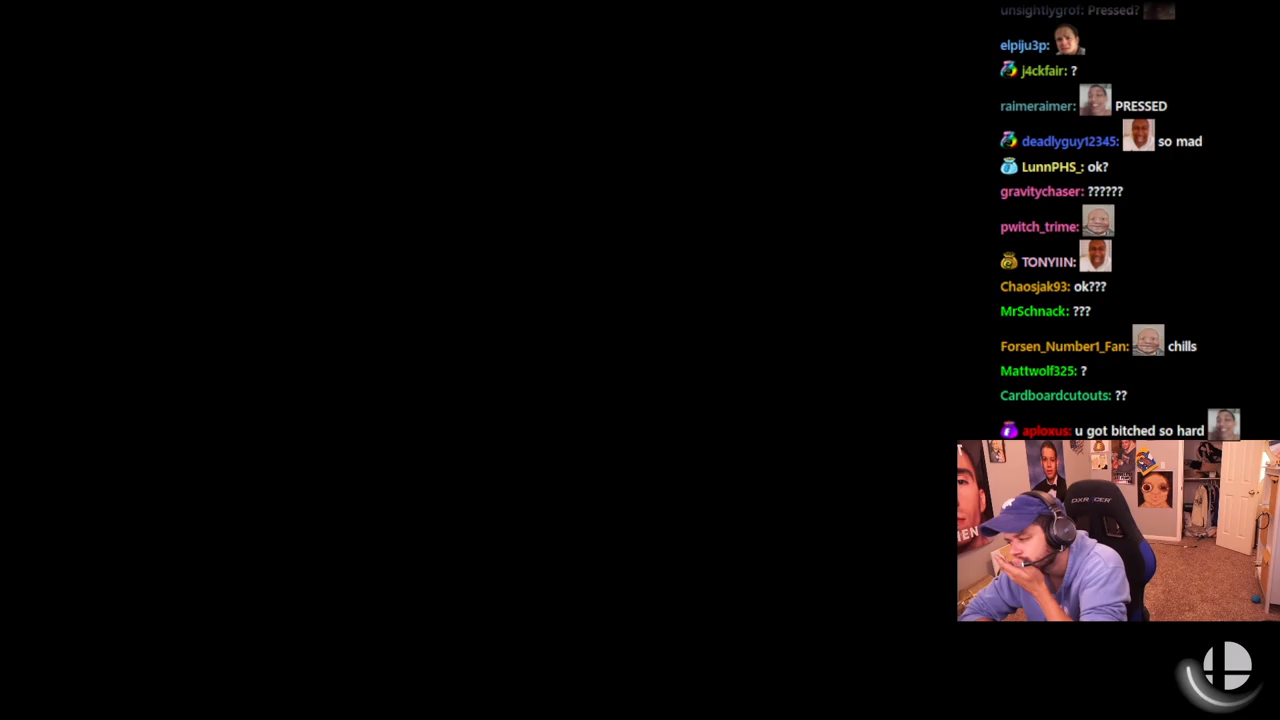 unsightlygrof: Pressed?
elpiju3p:
j4ckfair: ?
raimeraimer: PRESSED
deadlyguy12345: so mad
LunnPHS_: ok?
gravitychaser: ??????
pwitch_trime:
TONYIIN:
Chaosjak93: ok???
MrSchnack: ???
Forsen_Number1_Fan: chills
Mattwolf325: ?
Cardboardcutouts: ??
aploxus: u got bitched so hard